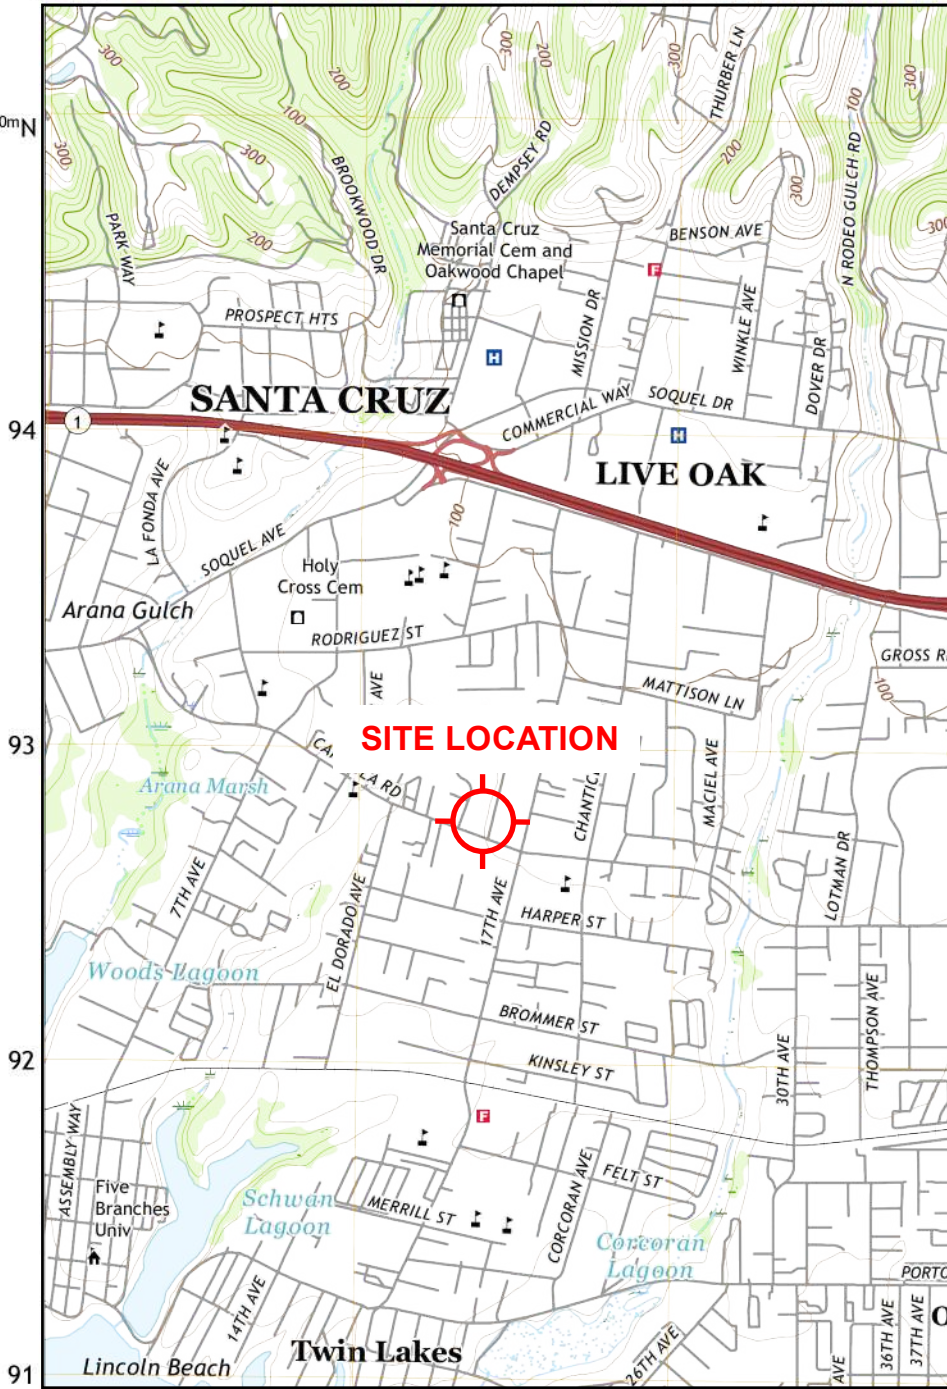 300
200
300
200
THURBER LN
300
300
0mN
100
100
300
300
DEMPSEY RD
200
BROOKWOOD DR
N RODEO GULCH RD
300
PARK WAY
200
Santa Cruz
Memorial Cem and
Oakwood Chapel
BENSON AVE
300
F
PROSPECT HTS
MISSION DR
WINKLE AVE
H
DOVER DR
SANTA CRUZ
COMMERCIAL WAY
SOQUEL DR
1
94
H
LIVE OAK
LA FONDA AVE
100
SOQUEL AVE
Holy
Cross Cem
Arana Gulch
RODRIGUEZ ST
GROSS R
AVE
MATTISON LN
100
SITE LOCATION
93
MACIEL AVE
Arana Marsh
CHANTIC
7TH AVE
LOTMAN DR
EL DORADO AVE
17TH AVE
HARPER ST
Woods Lagoon
BROMMER ST
THOMPSON AVE
92
KINSLEY ST
30TH AVE
F
ASSEMBLY WAY
Five
Branches
Univ
Schwan
Lagoon
MERRILL ST
CORCORAN AVE
FELT ST
Corcoran
Lagoon
PORTO
14TH AVE
36TH AVE
37TH AVE
O
Twin Lakes
26TH AVE
AVE
Lincoln Beach
91